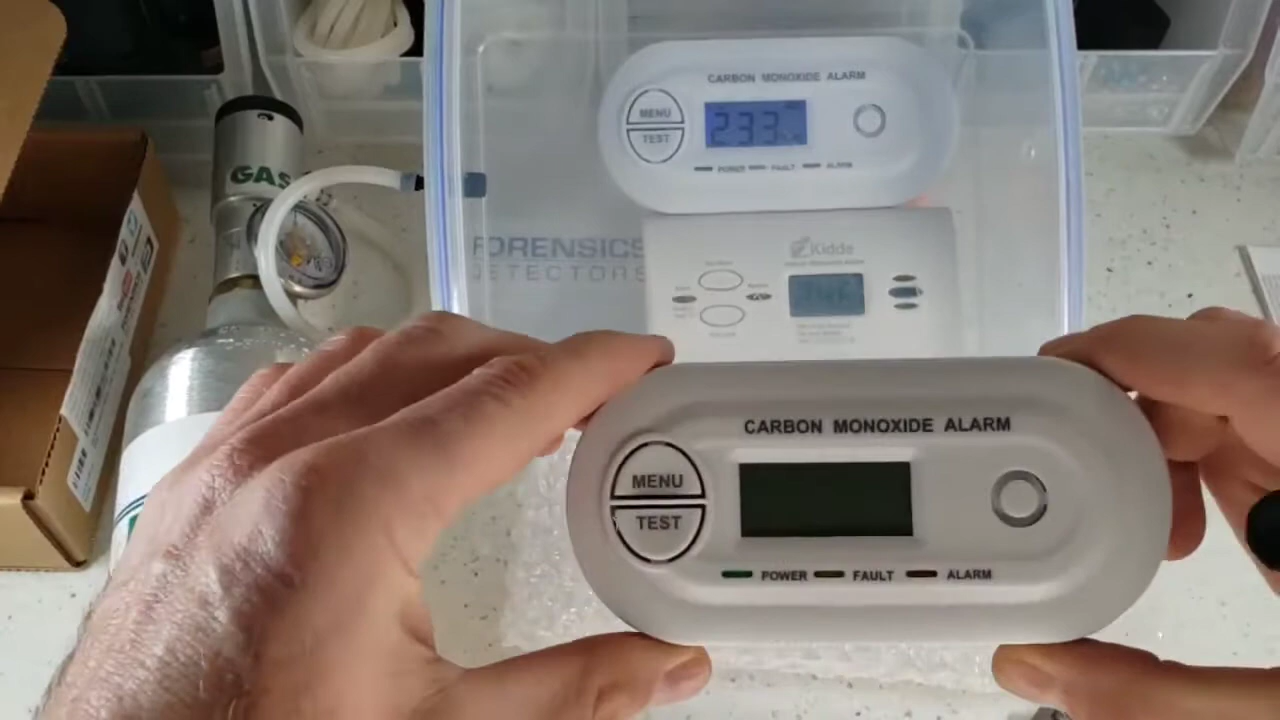 CARBON MONOXIDE ALARM
MENU
TEST
233
POWER FAULT ALARM
GAS
FORENSICS
DETECTORS
Kidde
CARBON MONOXIDE ALARM
MENU
TEST
POWER FAULT ALARM